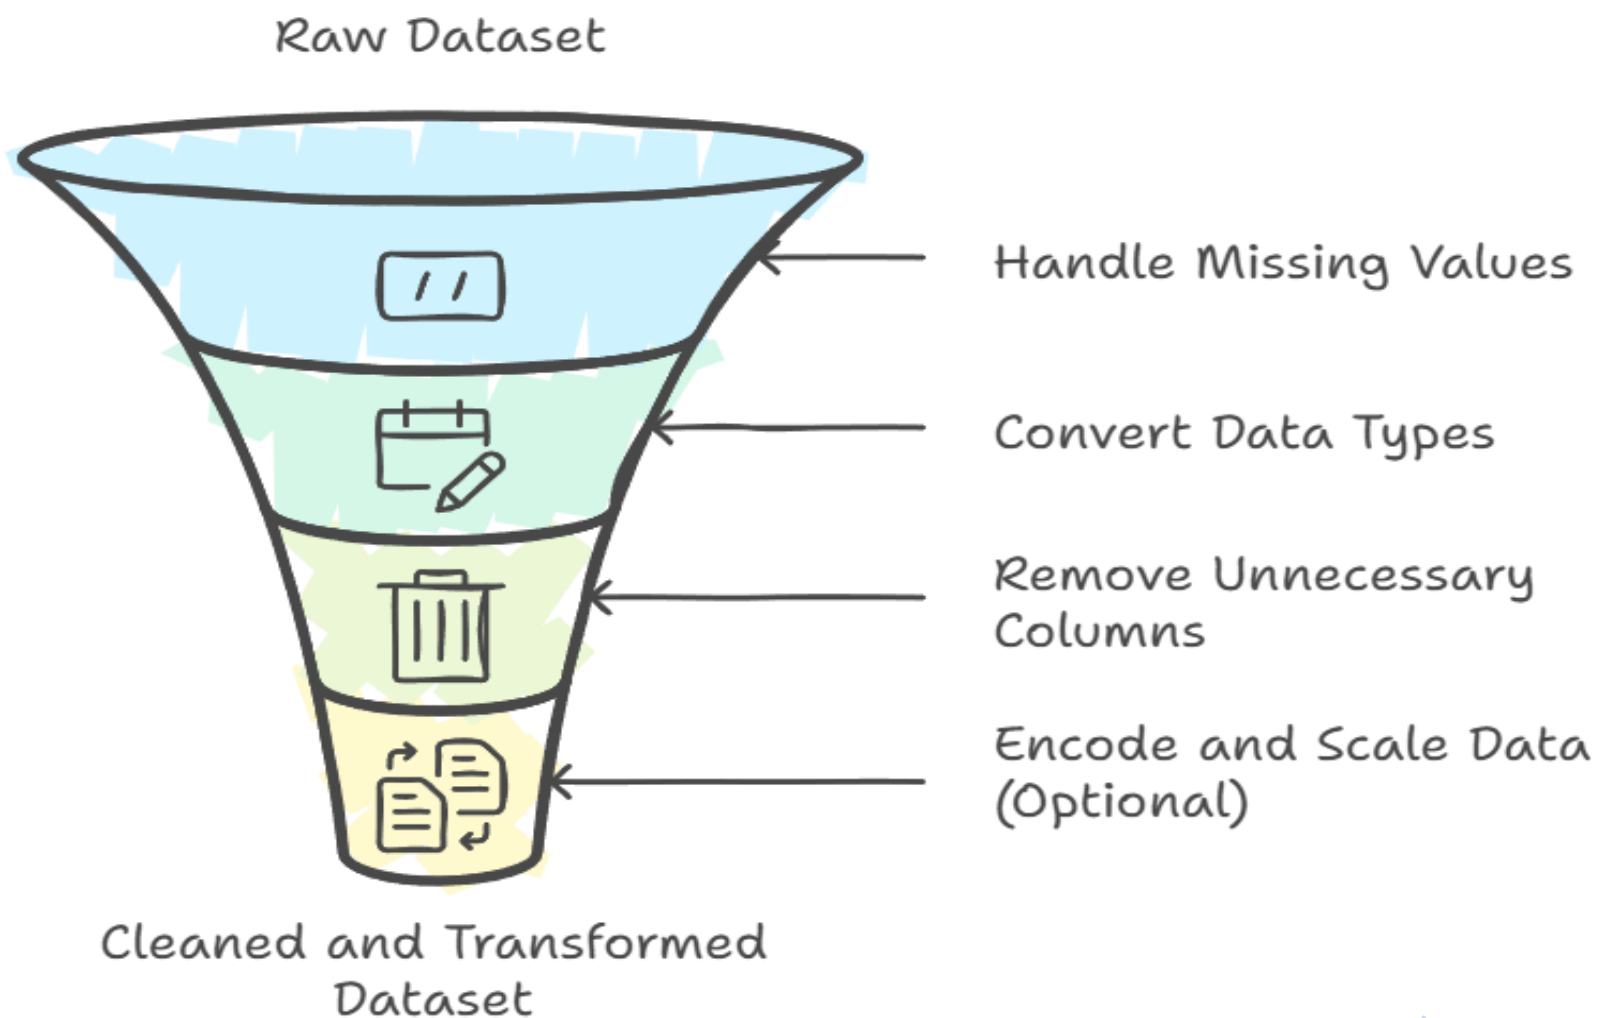 Raw Dataset
Handle Missing Values
Convert Data Types
Remove Unnecessary
Columns
Encode and Scale Data
(Optional)
Cleaned and Transformed
Dataset